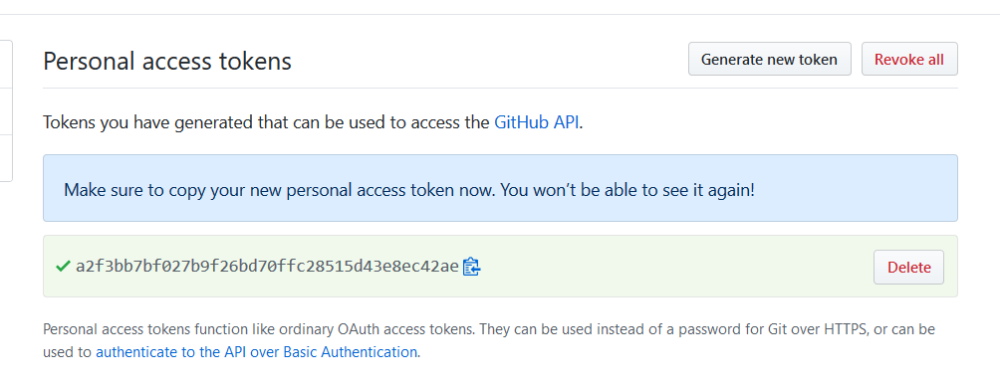 Personal access tokens
Generate new token
Revoke all
Tokens you have generated that can be used to access the GitHub API.
Make sure to copy your new personal access token now. You won’t be able to see it again!
a2f3bb7bf027b9f26bd70ffc28515d43e8ec42ae
Delete
Personal access tokens function like ordinary OAuth access tokens. They can be used instead of a password for Git over HTTPS, or can be
used to authenticate to the API over Basic Authentication.